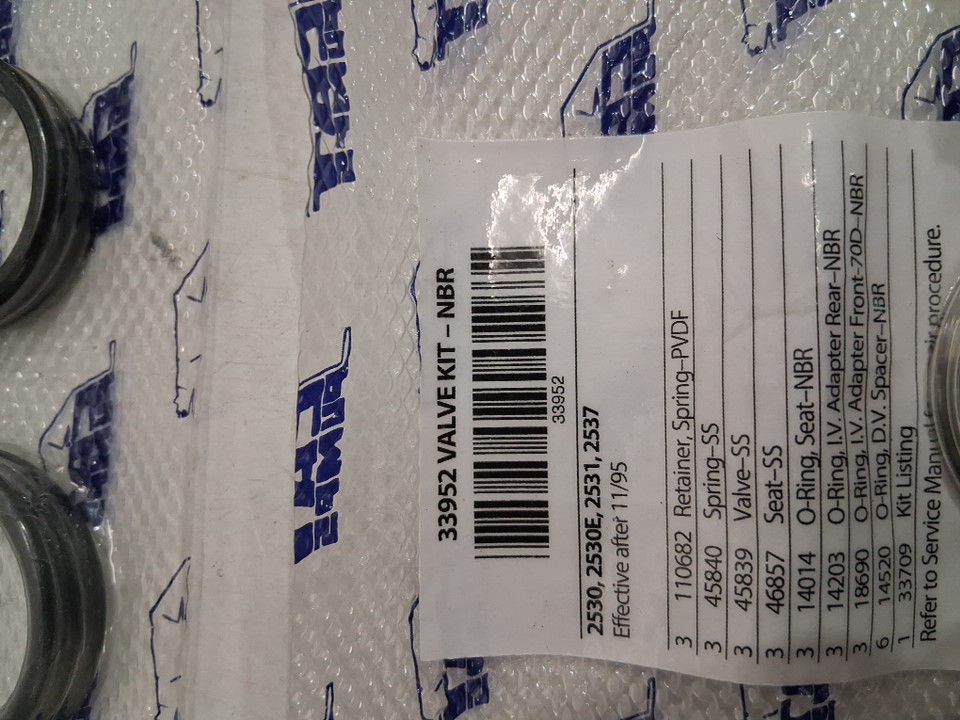 33952 VALVE KIT – NBR
33952
2530, 2530E, 2531, 2537
Effective after 11/95
3 110682 Retainer, Spring–PVDF
3 45840 Spring–SS
3 45839 Valve–SS
3 46857 Seat–SS
3 14014 O-Ring, Seat–NBR
3 14203 O-Ring, I.V. Adapter Rear–NBR
3 18690 O-Ring, I.V. Adapter Front–70D–NBR
6 14520 O-Ring, D.V. Spacer–NBR
1 33709 Kit Listing
Refer to Service Manual procedure.